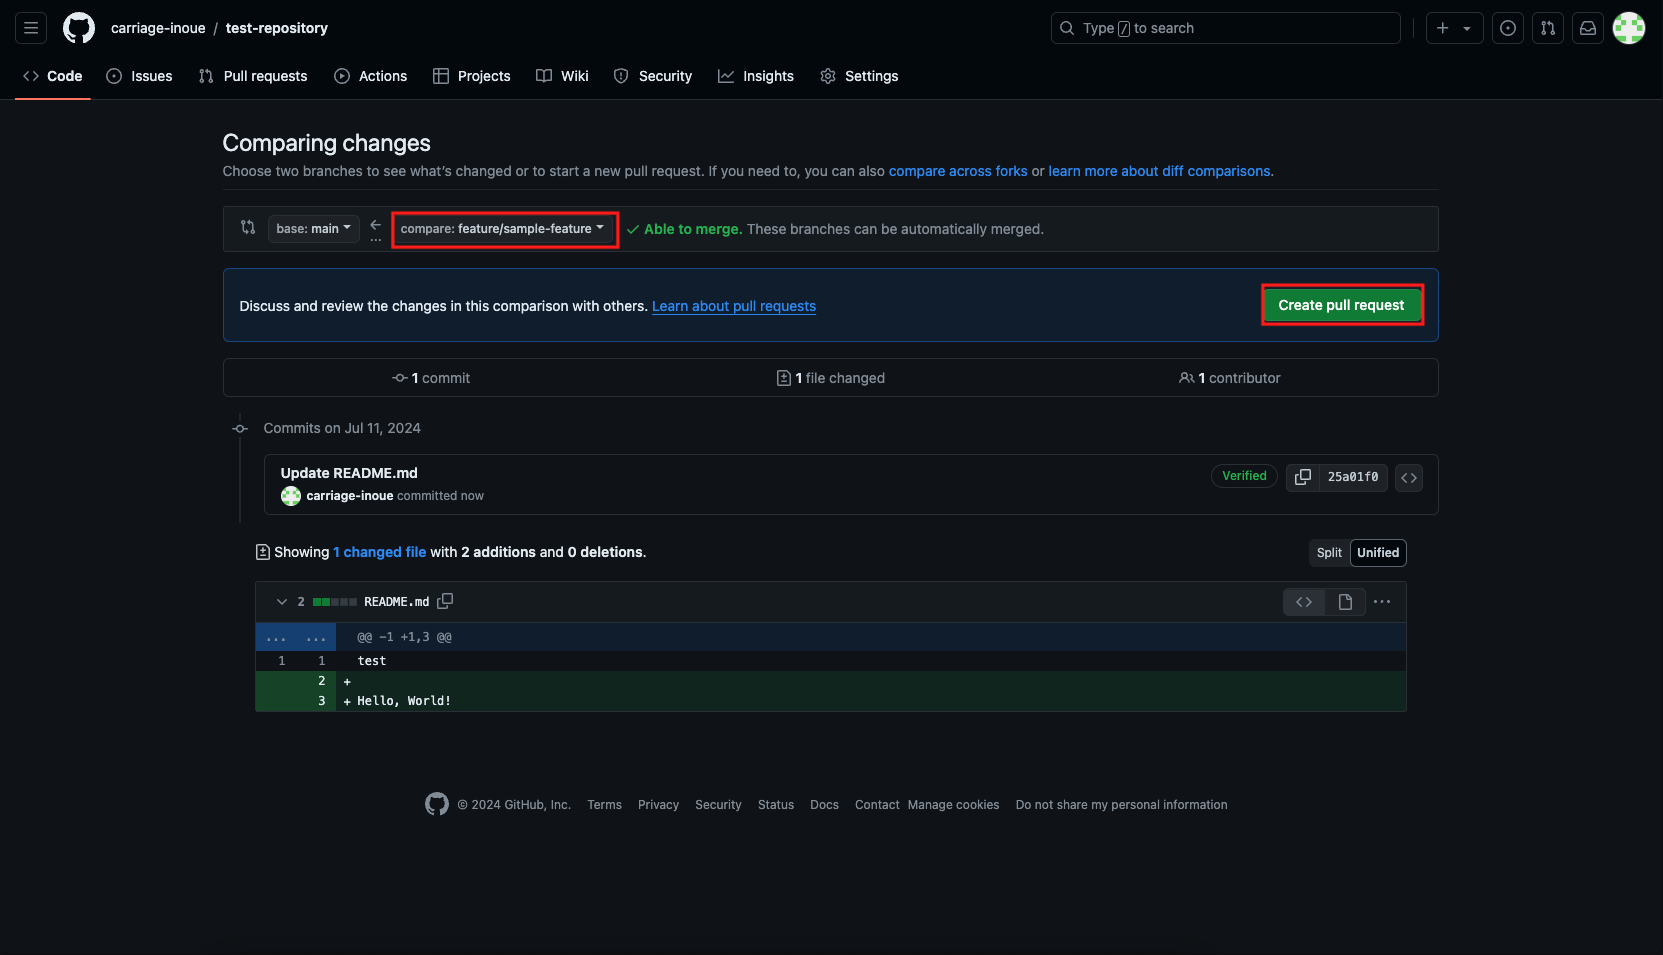 carriage-inoue / test-repository
Type / to search
Code Issues Pull requests Actions Projects Wiki Security Insights Settings
Comparing changes
Choose two branches to see what's changed or to start a new pull request. If you need to, you can also compare across forks or learn more about diff comparisons.
base: main ← ... compare: feature/sample-feature ✓ Able to merge. These branches can be automatically merged.
Discuss and review the changes in this comparison with others. Learn about pull requests
Create pull request
1 commit
1 file changed
1 contributor
Commits on Jul 11, 2024
Update README.md
carriage-inoue committed now
Verified
25a01f0
Showing 1 changed file with 2 additions and 0 deletions.
Split Unified
2 README.md
... ... @@ -1 +1,3 @@
1 1 test
2 +
3 + Hello, World!
© 2024 GitHub, Inc. Terms Privacy Security Status Docs Contact Manage cookies Do not share my personal information